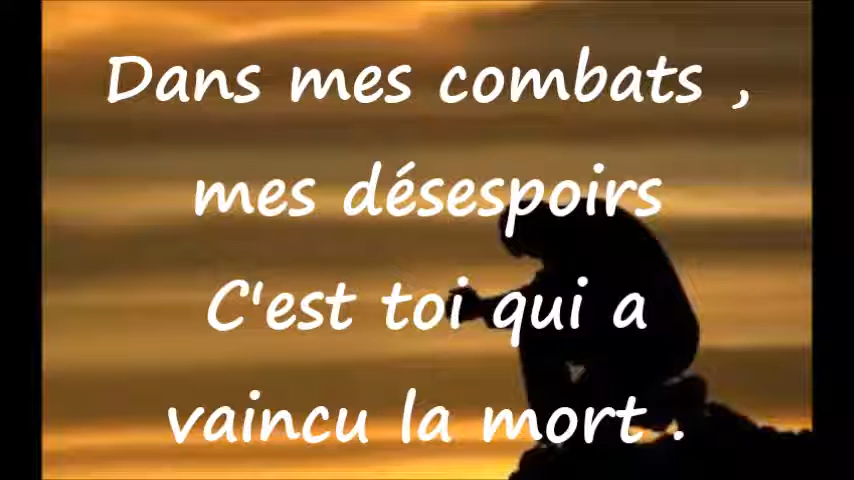 Dans mes combats ,
mes désespoirs
C'est toi qui a
vaincu la mort .